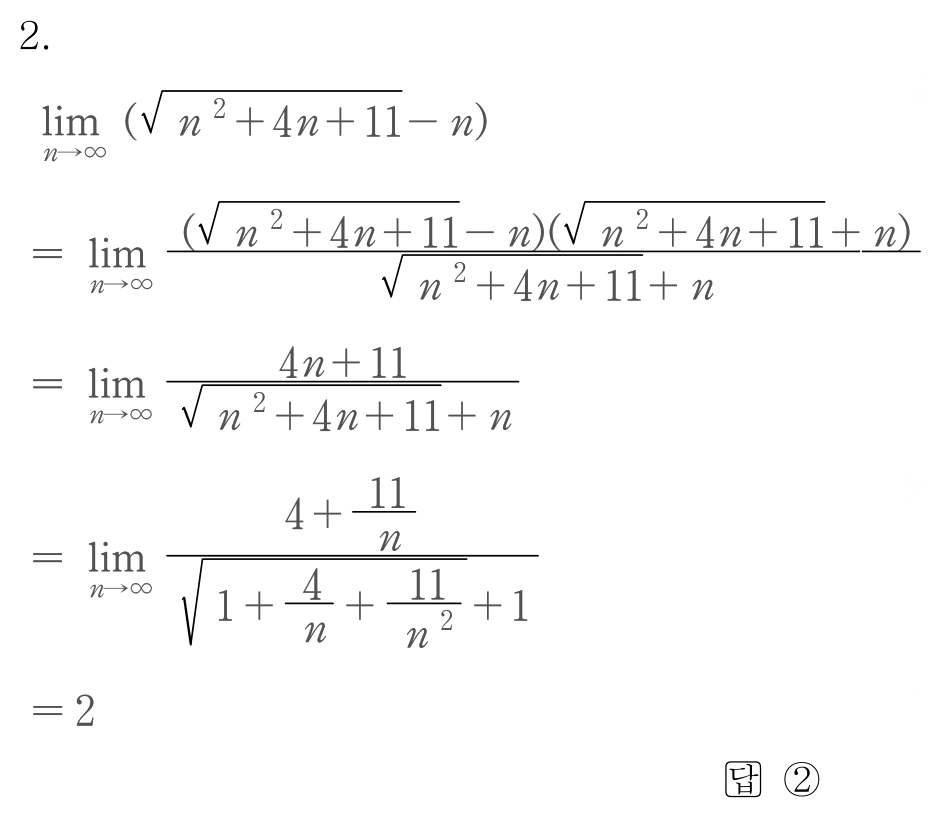 2.
lim_{n→∞} (√(n²+4n+11) − n)
= lim_{n→∞} (√(n²+4n+11) − n)(√(n²+4n+11) + n) / (√(n²+4n+11) + n)
= lim_{n→∞} (4n+11) / (√(n²+4n+11) + n)
= lim_{n→∞} (4 + 11/n) / (√(1 + 4/n + 11/n²) + 1)
= 2
답 ②